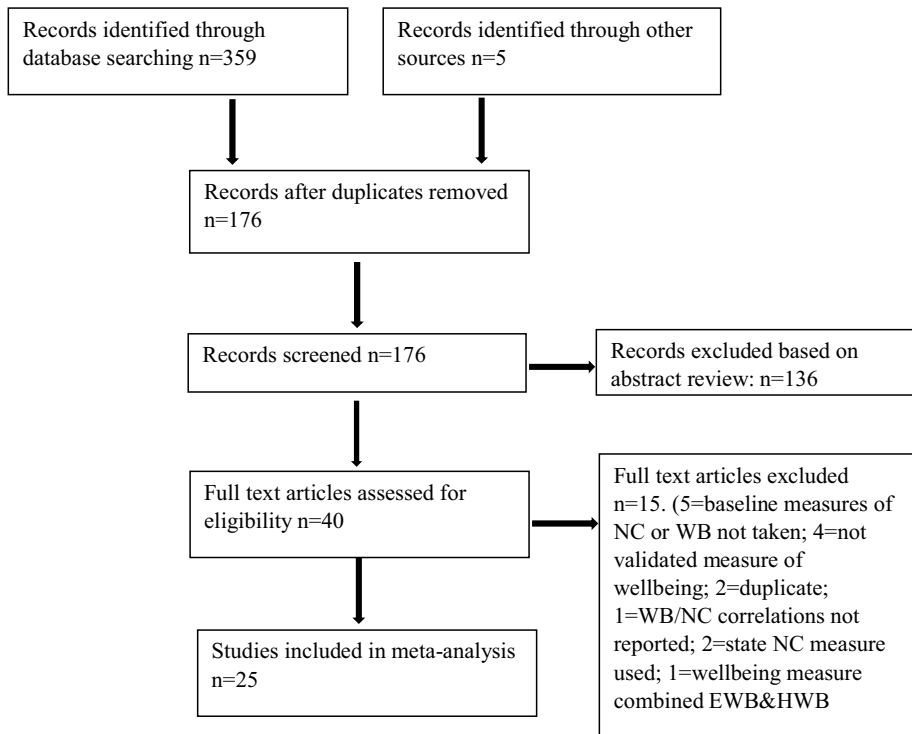 Records identified through
database searching n=359
Records identified through other
sources n=5
Records after duplicates removed
n=176
Records screened n=176
Records excluded based on
abstract review: n=136
Full text articles assessed for
eligibility n=40
Full text articles excluded
n=15. (5=baseline measures of
NC or WB not taken; 4=not
validated measure of
wellbeing; 2=duplicate;
1=WB/NC correlations not
reported; 2=state NC measure
used; 1=wellbeing measure
combined EWB&HWB
Studies included in meta-analysis
n=25